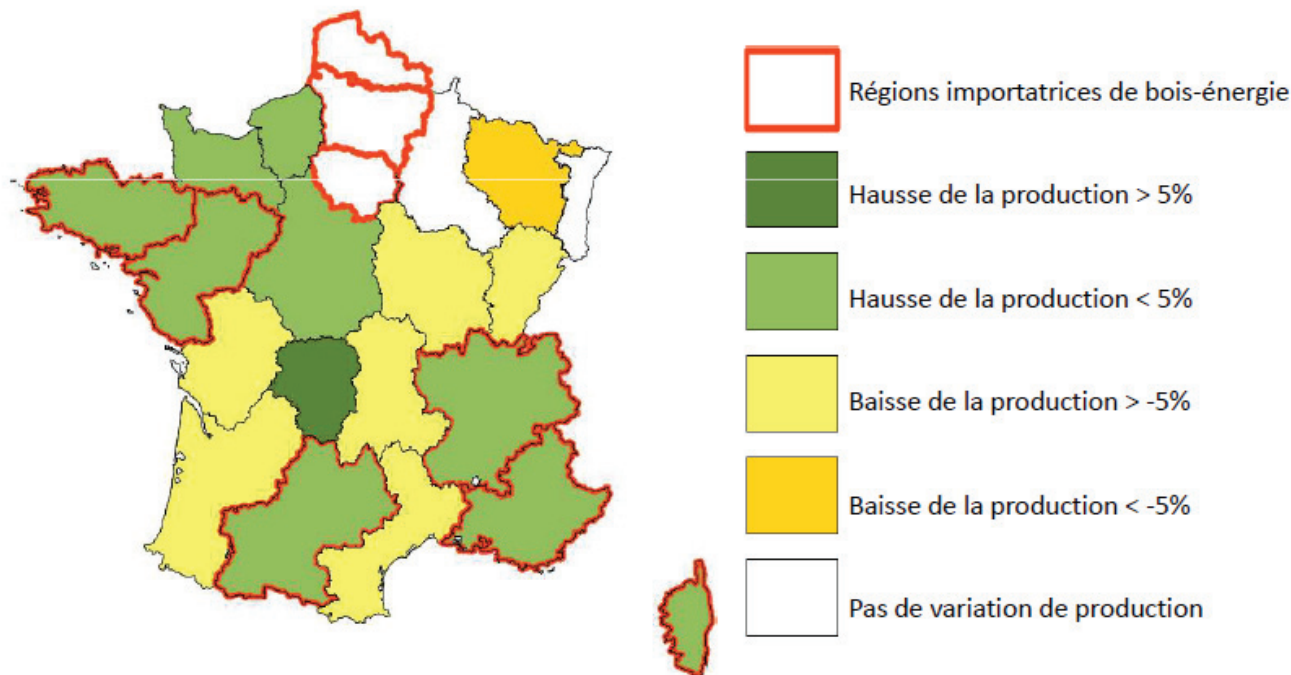 Régions importatrices de bois-énergie
Hausse de la production > 5%
Hausse de la production < 5%
Baisse de la production > -5%
Baisse de la production < -5%
Pas de variation de production